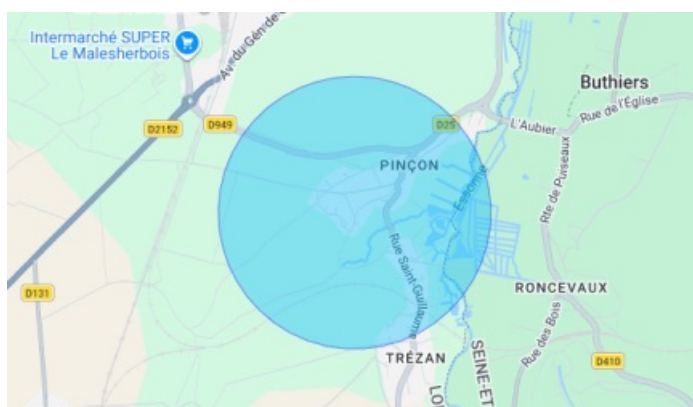 Intermarché SUPER
Le Malesherbois
Av. du Gén de
Buthiers
Rue de l'Église
D2152
D949
D25
L'Aubier
PINÇON
Essonne
Rte de Puiseaux
Rue Saint-Guillaume
D131
RONCEVAUX
Rue des Bois
SEINE-ET
TRÉZAN
D410
LO